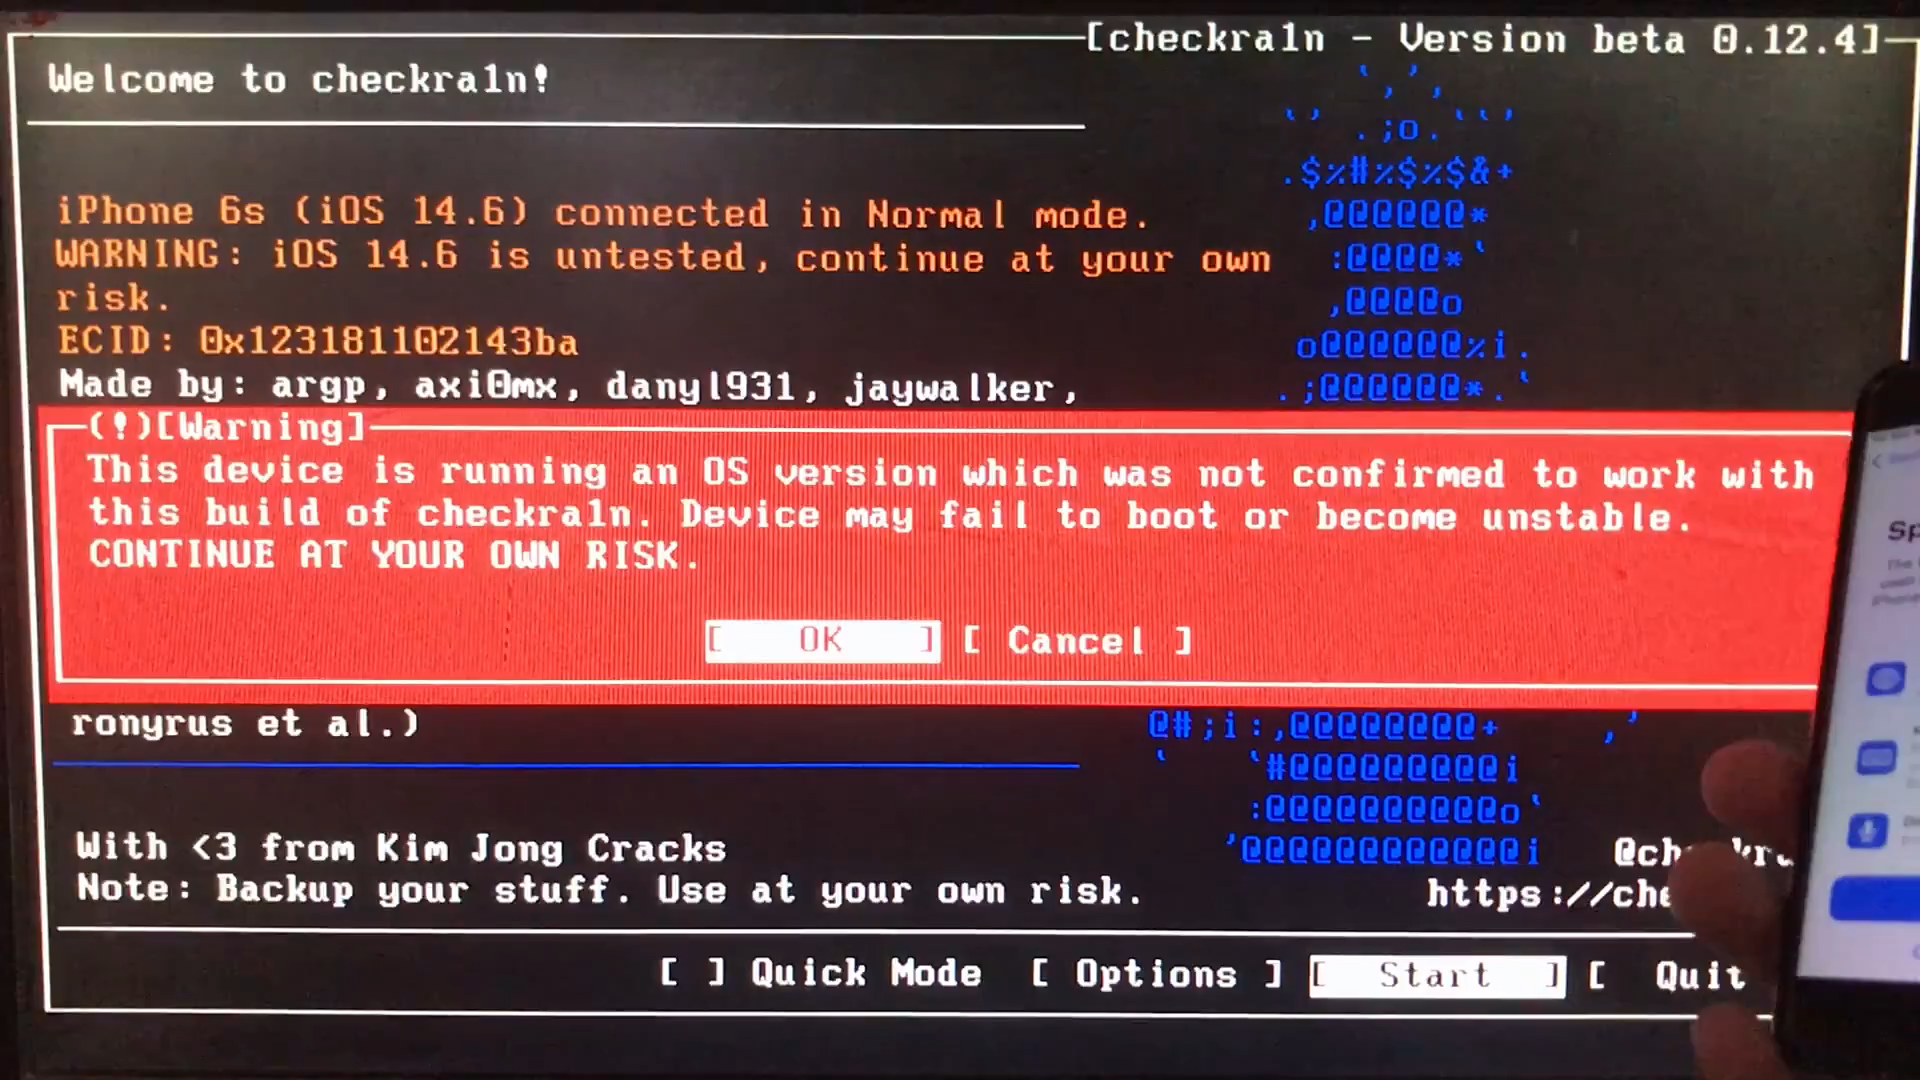 [checkra1n - Version beta 0.12.4]
Welcome to checkra1n!
iPhone 6s (iOS 14.6) connected in Normal mode.
WARNING: iOS 14.6 is untested, continue at your own
risk.
ECID: 0x123181102143ba
Made by: argp, axi0mx, danyl931, jaywalker,
(!)[Warning]
This device is running an OS version which was not confirmed to work with
this build of checkra1n. Device may fail to boot or become unstable.
CONTINUE AT YOUR OWN RISK.
[ OK ] [ Cancel ]
ronyrus et al.)
With <3 from Kim Jong Cracks
Note: Backup your stuff. Use at your own risk.
https://che
[ ] Quick Mode [ Options ] [ Start ] [ Quit